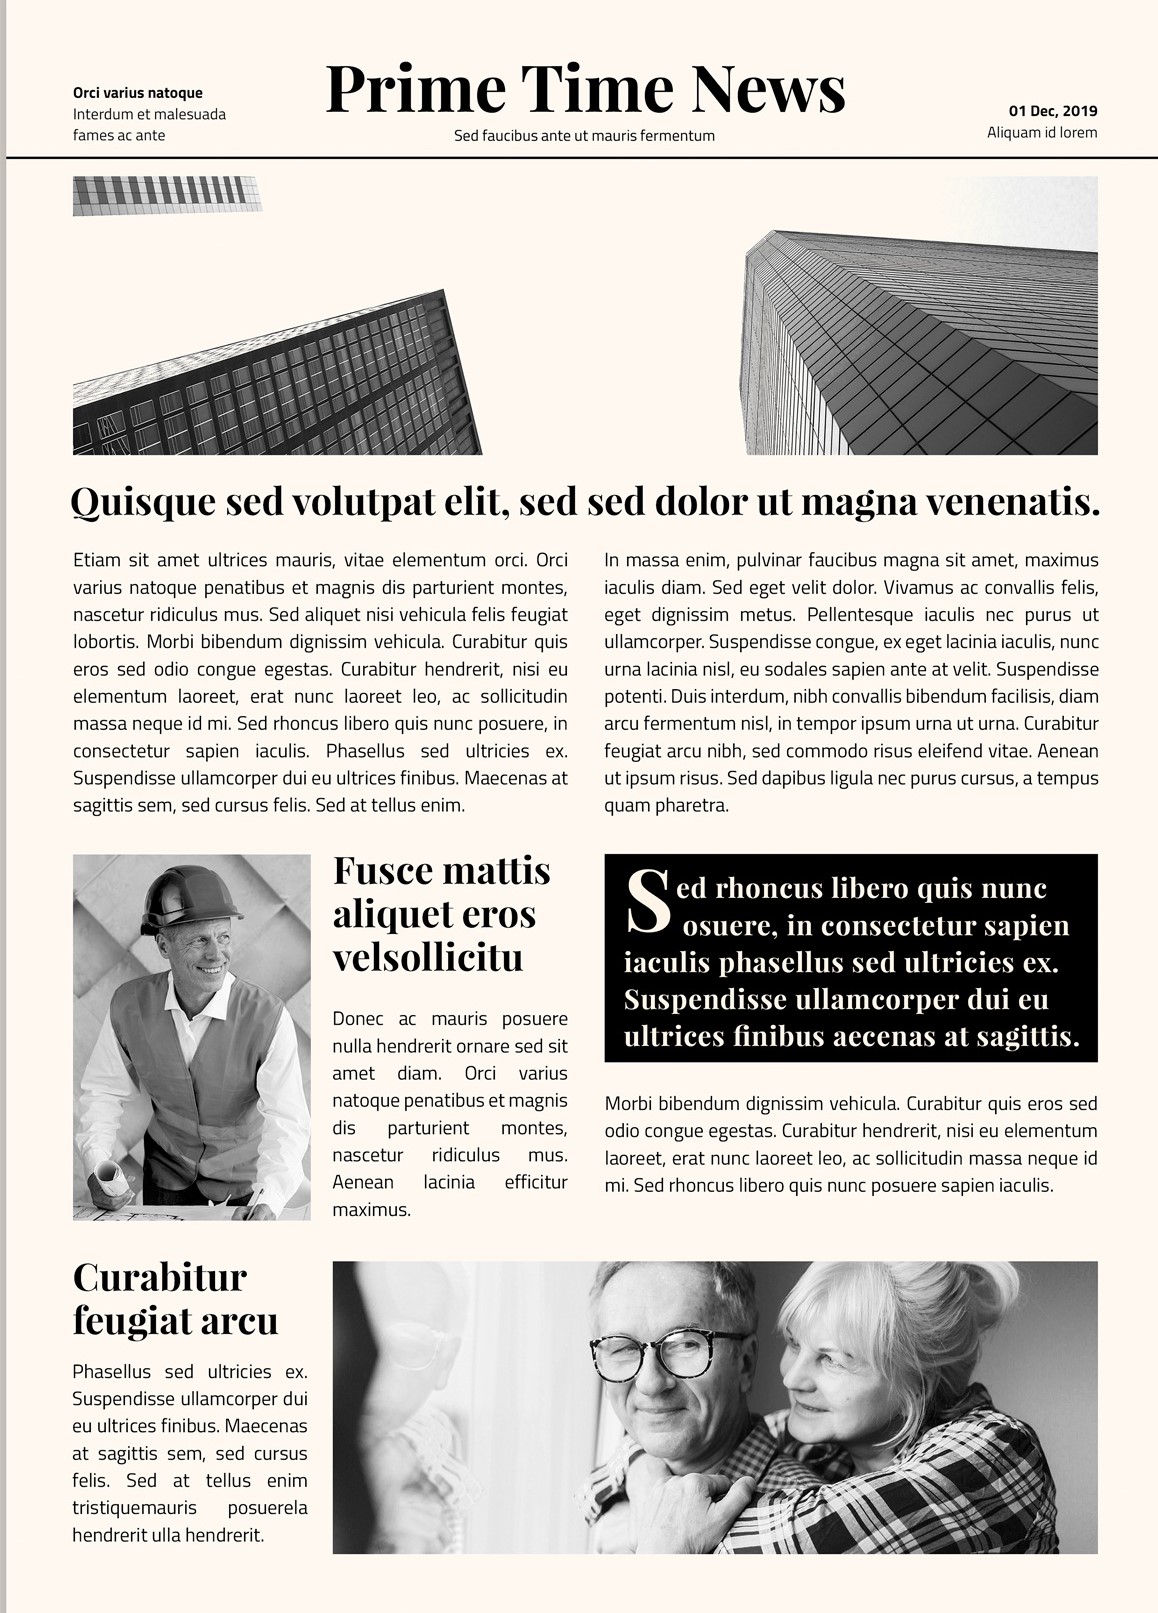 Orci varius natoque
Interdum et malesuada
fames ac ante
Prime Time News
Sed faucibus ante ut mauris fermentum
01 Dec, 2019
Aliquam id lorem
Quisque sed volutpat elit, sed sed dolor ut magna venenatis.
Etiam sit amet ultrices mauris, vitae elementum orci. Orci
varius natoque penatibus et magnis dis parturient montes,
nascetur ridiculus mus. Sed aliquet nisi vehicula felis feugiat
lobortis. Morbi bibendum dignissim vehicula. Curabitur quis
eros sed odio congue egestas. Curabitur hendrerit, nisi eu
elementum laoreet, erat nunc laoreet leo, ac sollicitudin
massa neque id mi. Sed rhoncus libero quis nunc posuere, in
consectetur sapien iaculis. Phasellus sed ultricies ex.
Suspendisse ullamcorper dui eu ultrices finibus. Maecenas at
sagittis sem, sed cursus felis. Sed at tellus enim.
In massa enim, pulvinar faucibus magna sit amet, maximus
iaculis diam. Sed eget velit dolor. Vivamus ac convallis felis,
eget dignissim metus. Pellentesque iaculis nec purus ut
ullamcorper. Suspendisse congue, ex eget lacinia iaculis, nunc
urna lacinia nisl, eu sodales sapien ante at velit. Suspendisse
potenti. Duis interdum, nibh convallis bibendum facilisis, diam
arcu fermentum nisl, in tempor ipsum urna ut urna. Curabitur
feugiat arcu nibh, sed commodo risus eleifend vitae. Aenean
ut ipsum risus. Sed dapibus ligula nec purus cursus, a tempus
quam pharetra.
Fusce mattis
aliquet eros
velsollicitu
Donec ac mauris posuere
nulla hendrerit ornare sed sit
amet diam. Orci varius
natoque penatibus et magnis
dis parturient montes,
nascetur ridiculus mus.
Aenean lacinia efficitur
maximus.
Sed rhoncus libero quis nunc
osuere, in consectetur sapien
iaculis phasellus sed ultricies ex.
Suspendisse ullamcorper dui eu
ultrices finibus aecenas at sagittis.
Morbi bibendum dignissim vehicula. Curabitur quis eros sed
odio congue egestas. Curabitur hendrerit, nisi eu elementum
laoreet, erat nunc laoreet leo, ac sollicitudin massa neque id
mi. Sed rhoncus libero quis nunc posuere sapien iaculis.
Curabitur
feugiat arcu
Phasellus sed ultricies ex.
Suspendisse ullamcorper dui
eu ultrices finibus. Maecenas
at sagittis sem, sed cursus
felis. Sed at tellus enim
tristiquemauris posuerela
hendrerit ulla hendrerit.